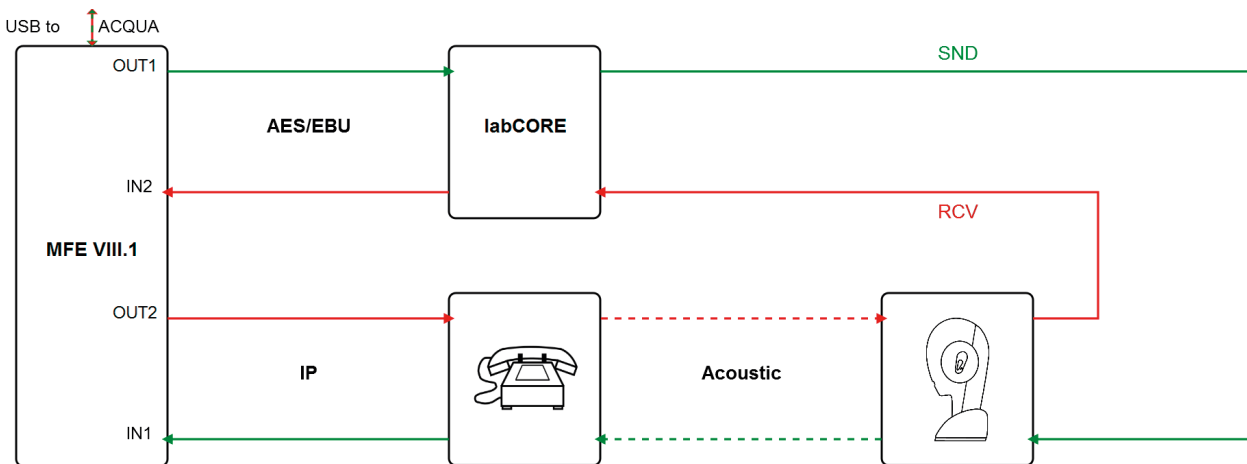 USB to ACQUA
OUT1
SND
AES/EBU
labCORE
IN2
RCV
MFE VIII.1
OUT2
IP
Acoustic
IN1